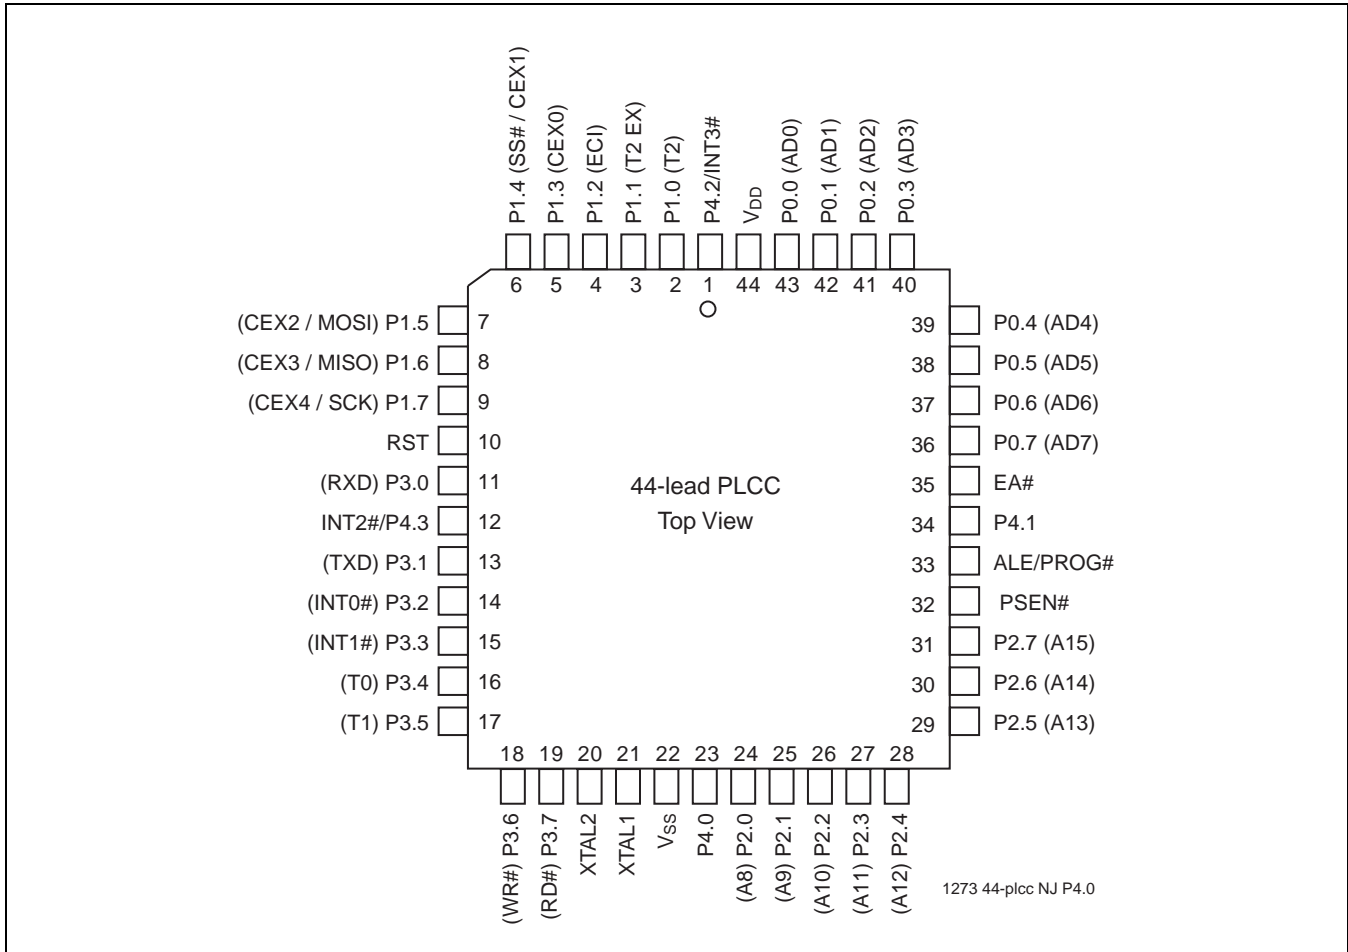 P1.4 (SS# / CEX1)
P1.3 (CEX0)
P1.2 (ECI)
P1.1 (T2 EX)
P1.0 (T2)
P4.2/INT3#
VDD
P0.0 (AD0)
P0.1 (AD1)
P0.2 (AD2)
P0.3 (AD3)
6 5 4 3 2 1 44 43 42 41 40
(CEX2 / MOSI) P1.5 7
39 P0.4 (AD4)
(CEX3 / MISO) P1.6 8
38 P0.5 (AD5)
(CEX4 / SCK) P1.7 9
37 P0.6 (AD6)
RST 10
36 P0.7 (AD7)
(RXD) P3.0 11
35 EA#
INT2#/P4.3 12
34 P4.1
(TXD) P3.1 13
33 ALE/PROG#
(INT0#) P3.2 14
32 PSEN#
(INT1#) P3.3 15
31 P2.7 (A15)
(T0) P3.4 16
30 P2.6 (A14)
(T1) P3.5 17
29 P2.5 (A13)
44-lead PLCC
Top View
18 19 20 21 22 23 24 25 26 27 28
(WR#) P3.6
(RD#) P3.7
XTAL2
XTAL1
VSS
P4.0
(A8) P2.0
(A9) P2.1
(A10) P2.2
(A11) P2.3
(A12) P2.4
1273 44-plcc NJ P4.0